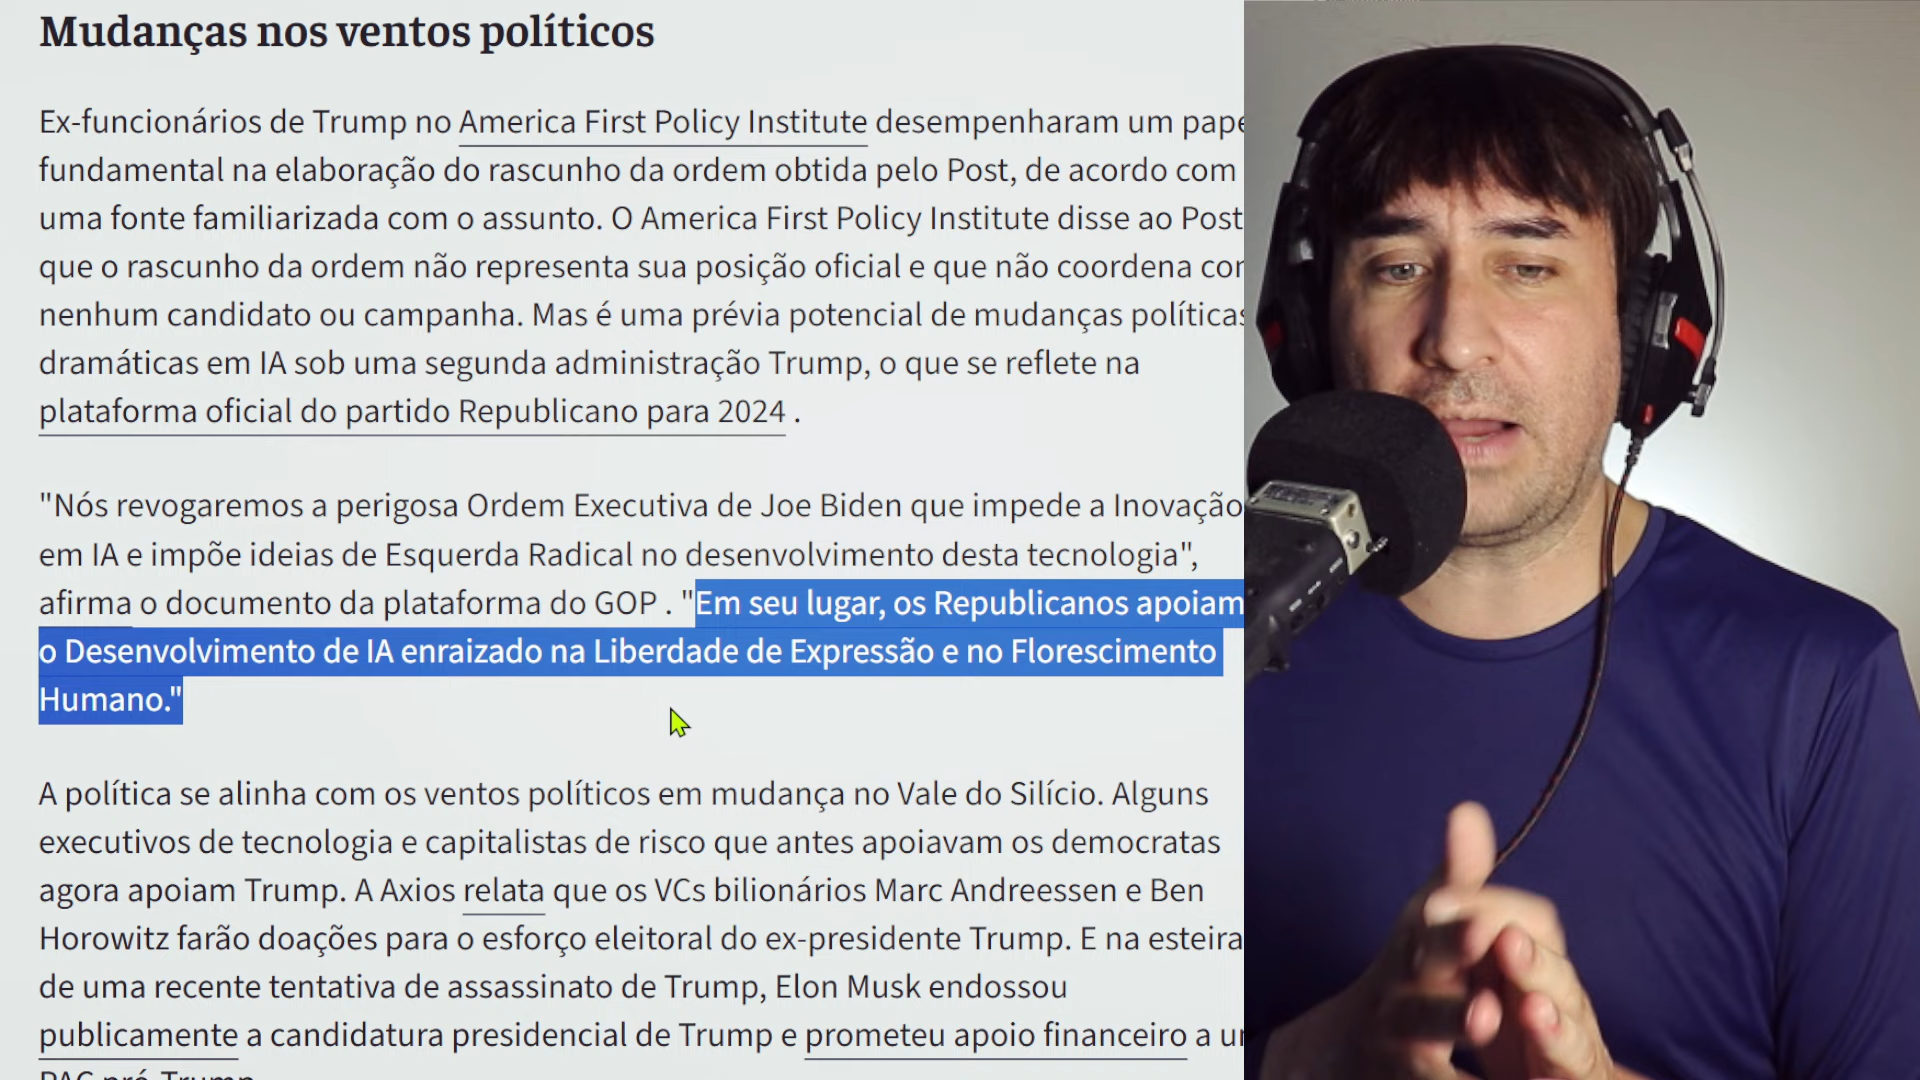 Mudanças nos ventos políticos
Ex-funcionários de Trump no America First Policy Institute desempenharam um pape
fundamental na elaboração do rascunho da ordem obtida pelo Post, de acordo com
uma fonte familiarizada com o assunto. O America First Policy Institute disse ao Post
que o rascunho da ordem não representa sua posição oficial e que não coordena cor
nenhum candidato ou campanha. Mas é uma prévia potencial de mudanças políticas
dramáticas em IA sob uma segunda administração Trump, o que se reflete na
plataforma oficial do partido Republicano para 2024 .
"Nós revogaremos a perigosa Ordem Executiva de Joe Biden que impede a Inovação
em IA e impõe ideias de Esquerda Radical no desenvolvimento desta tecnologia",
afirma o documento da plataforma do GOP . "Em seu lugar, os Republicanos apoiam
o Desenvolvimento de IA enraizado na Liberdade de Expressão e no Florescimento
Humano."
A política se alinha com os ventos políticos em mudança no Vale do Silício. Alguns
executivos de tecnologia e capitalistas de risco que antes apoiavam os democratas
agora apoiam Trump. A Axios relata que os VCs bilionários Marc Andreessen e Ben
Horowitz farão doações para o esforço eleitoral do ex-presidente Trump. E na esteira
de uma recente tentativa de assassinato de Trump, Elon Musk endossou
publicamente a candidatura presidencial de Trump e prometeu apoio financeiro a u
PAC pró-Trump